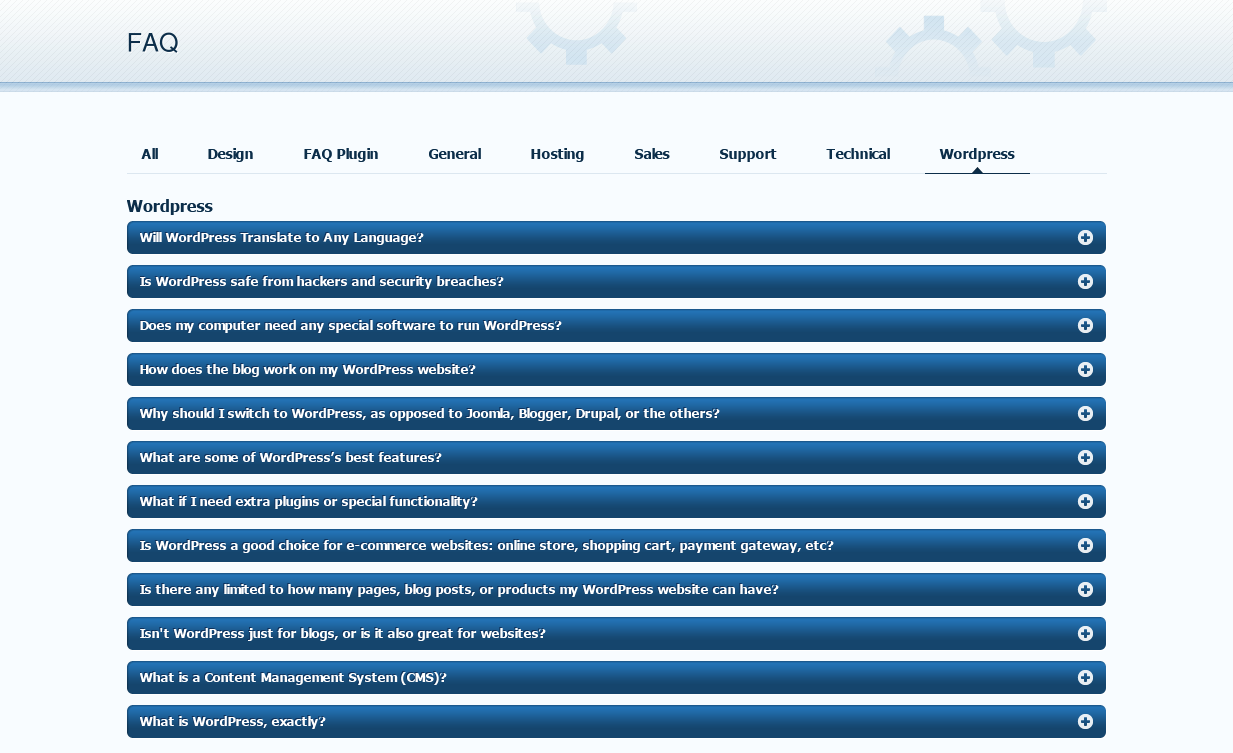 FAQ
All Design FAQ Plugin General Hosting Sales Support Technical Wordpress
Wordpress
Will WordPress Translate to Any Language?
Is WordPress safe from hackers and security breaches?
Does my computer need any special software to run WordPress?
How does the blog work on my WordPress website?
Why should I switch to WordPress, as opposed to Joomla, Blogger, Drupal, or the others?
What are some of WordPress’s best features?
What if I need extra plugins or special functionality?
Is WordPress a good choice for e-commerce websites: online store, shopping cart, payment gateway, etc?
Is there any limited to how many pages, blog posts, or products my WordPress website can have?
Isn't WordPress just for blogs, or is it also great for websites?
What is a Content Management System (CMS)?
What is WordPress, exactly?